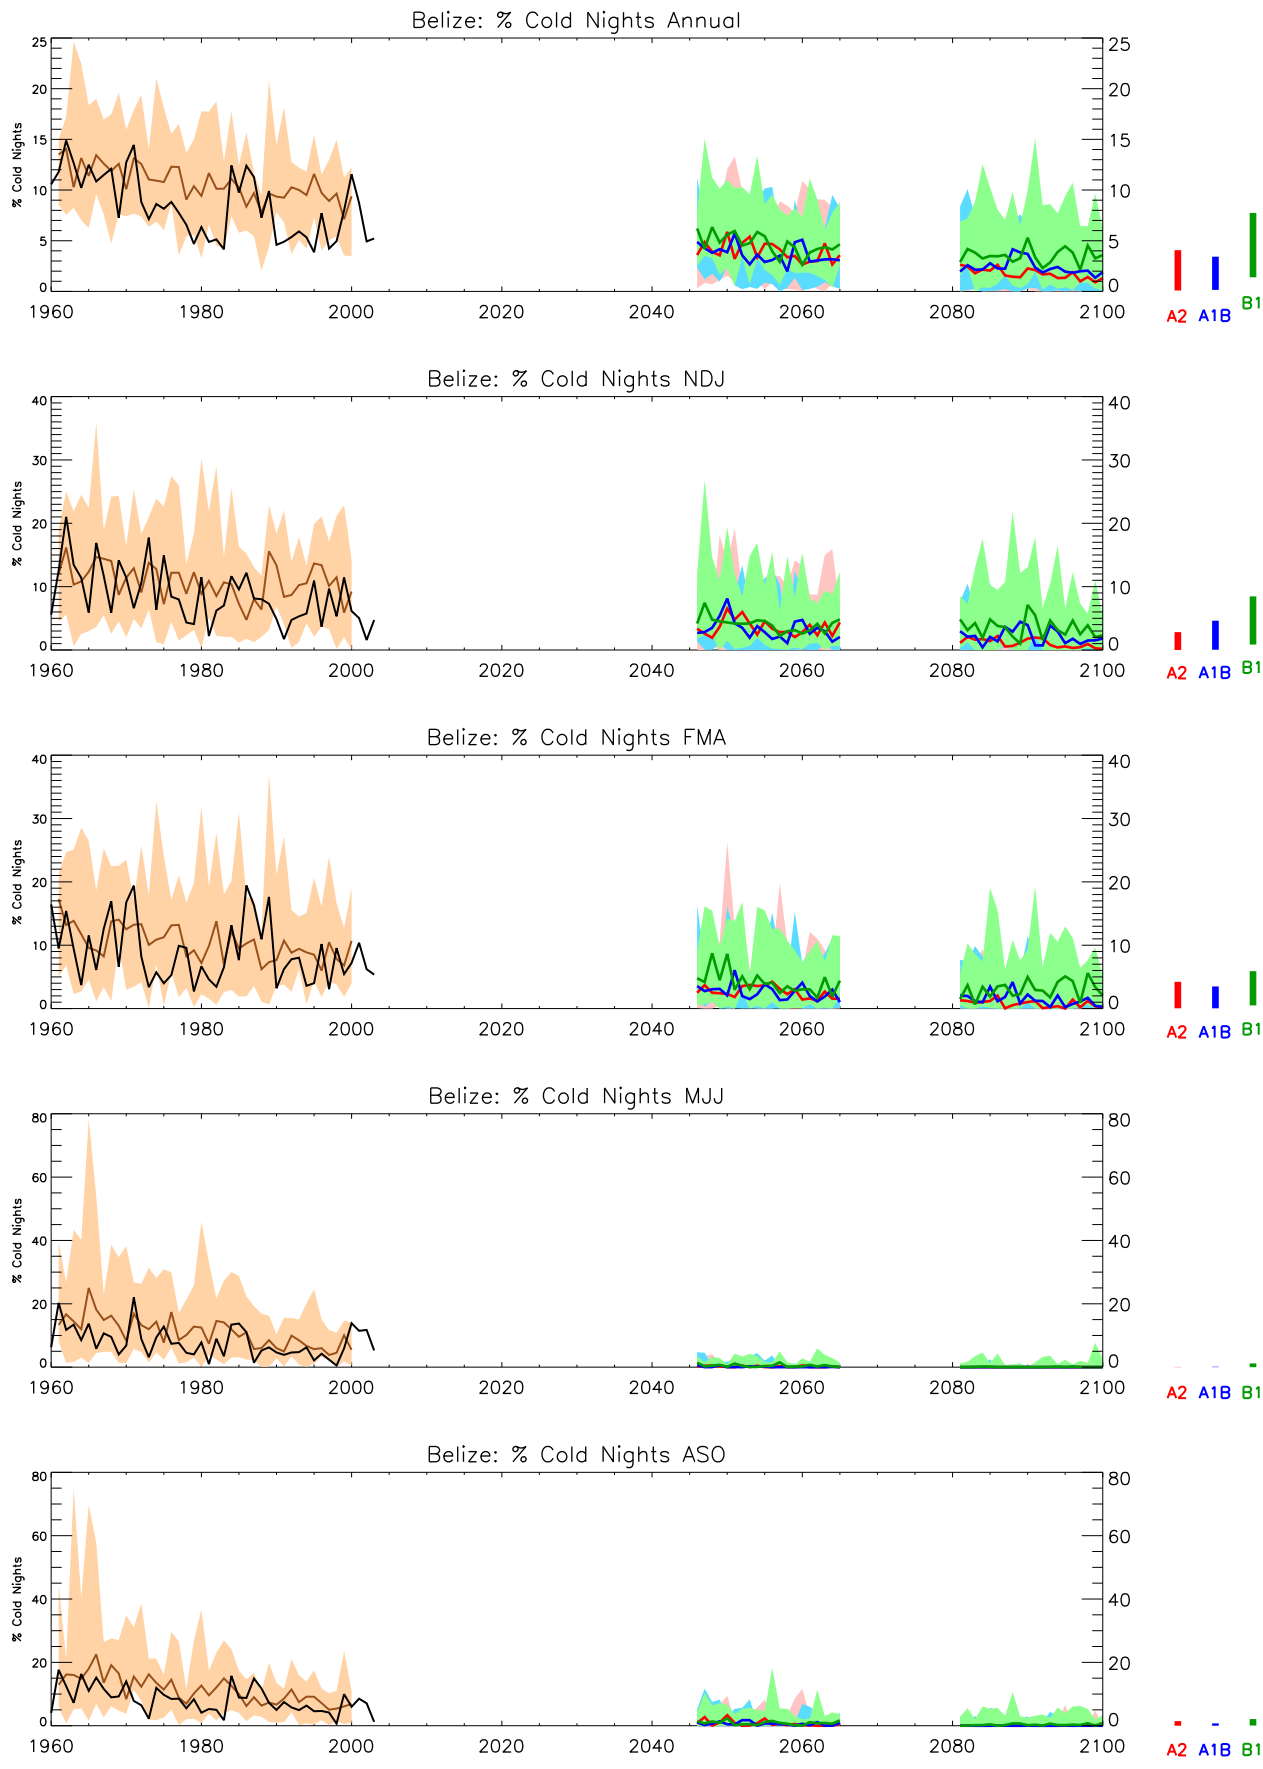 Belize: % Cold Nights Annual
% Cold Nights
25 20 15 10 5 0
25 20 15 10 5 0
1960 1980 2000 2020 2040 2060 2080 2100
A2 A1B B1
Belize: % Cold Nights NDJ
% Cold Nights
40 30 20 10 0
40 30 20 10 0
1960 1980 2000 2020 2040 2060 2080 2100
A2 A1B B1
Belize: % Cold Nights FMA
% Cold Nights
40 30 20 10 0
40 30 20 10 0
1960 1980 2000 2020 2040 2060 2080 2100
A2 A1B B1
Belize: % Cold Nights MJJ
% Cold Nights
80 60 40 20 0
80 60 40 20 0
1960 1980 2000 2020 2040 2060 2080 2100
A2 A1B B1
Belize: % Cold Nights ASO
% Cold Nights
80 60 40 20 0
80 60 40 20 0
1960 1980 2000 2020 2040 2060 2080 2100
A2 A1B B1